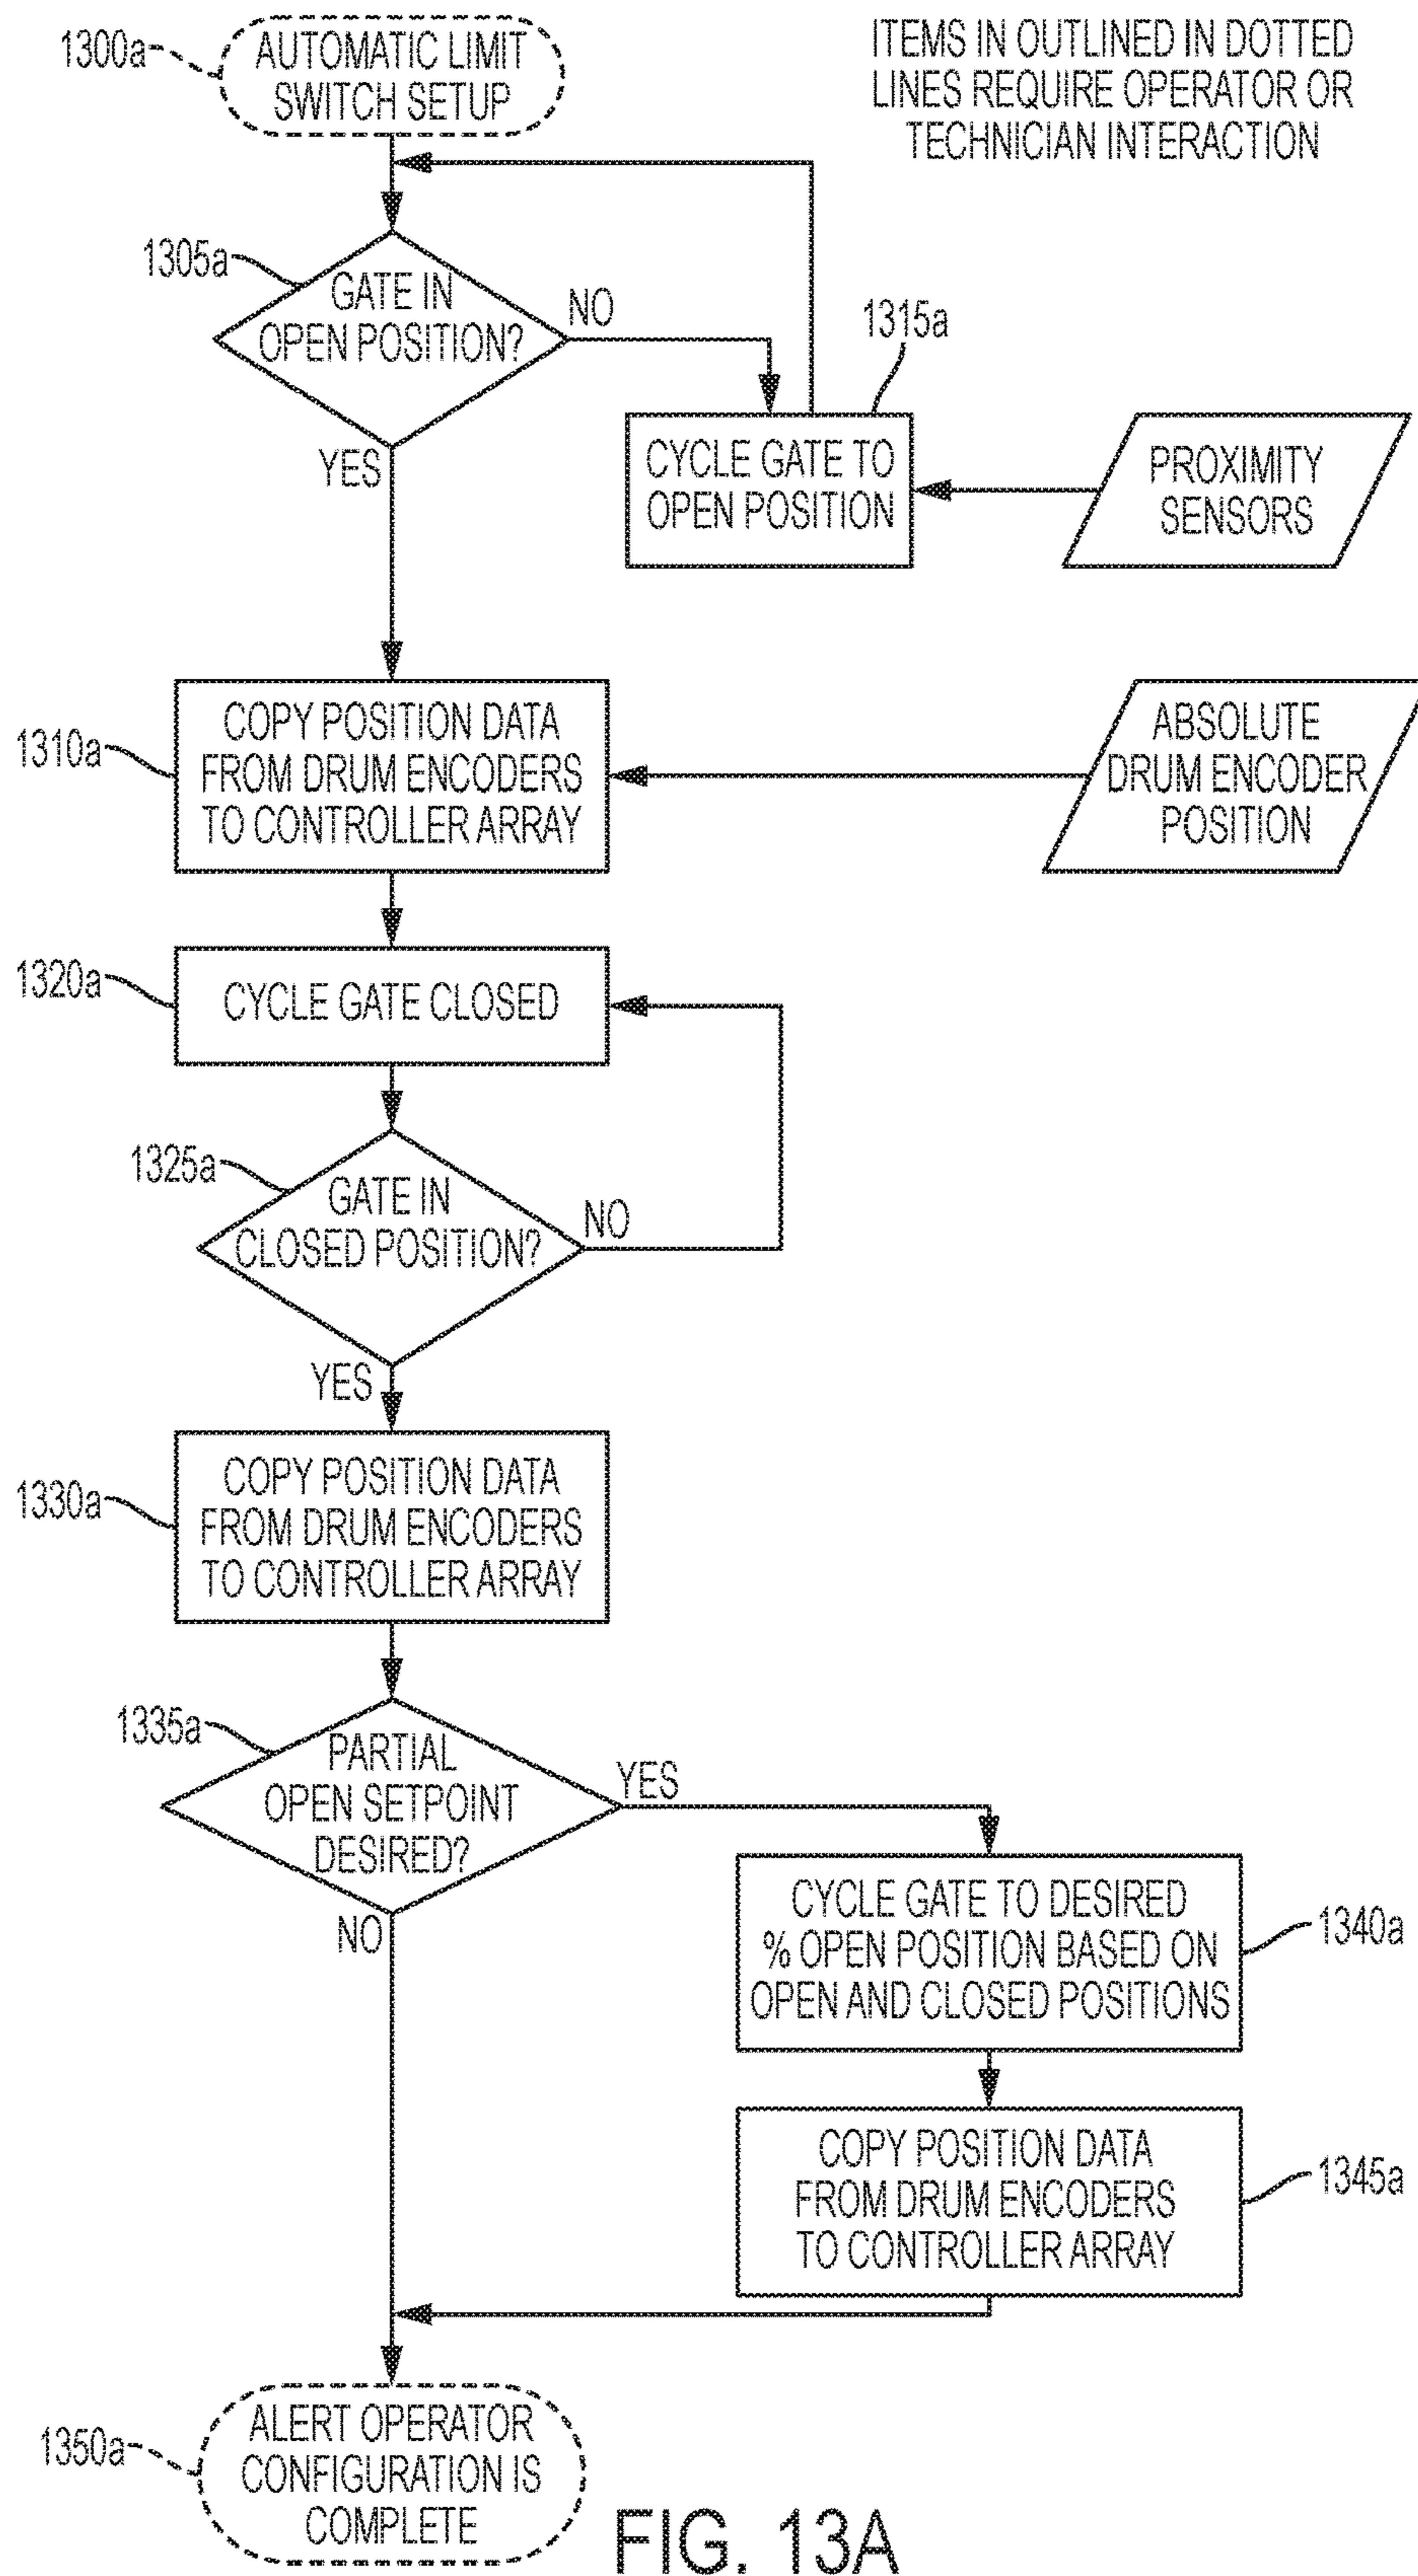 1300a
AUTOMATIC LIMIT
SWITCH SETUP
ITEMS IN OUTLINED IN DOTTED
LINES REQUIRE OPERATOR OR
TECHNICIAN INTERACTION
1305a
GATE IN
OPEN POSITION?
NO
YES
1315a
CYCLE GATE TO
OPEN POSITION
PROXIMITY
SENSORS
1310a
COPY POSITION DATA
FROM DRUM ENCODERS
TO CONTROLLER ARRAY
ABSOLUTE
DRUM ENCODER
POSITION
1320a
CYCLE GATE CLOSED
1325a
GATE IN
CLOSED POSITION?
NO
YES
1330a
COPY POSITION DATA
FROM DRUM ENCODERS
TO CONTROLLER ARRAY
1335a
PARTIAL
OPEN SETPOINT
DESIRED?
YES
NO
CYCLE GATE TO DESIRED
% OPEN POSITION BASED ON
OPEN AND CLOSED POSITIONS
1340a
COPY POSITION DATA
FROM DRUM ENCODERS
TO CONTROLLER ARRAY
1345a
1350a
ALERT OPERATOR
CONFIGURATION IS
COMPLETE
FIG. 13A